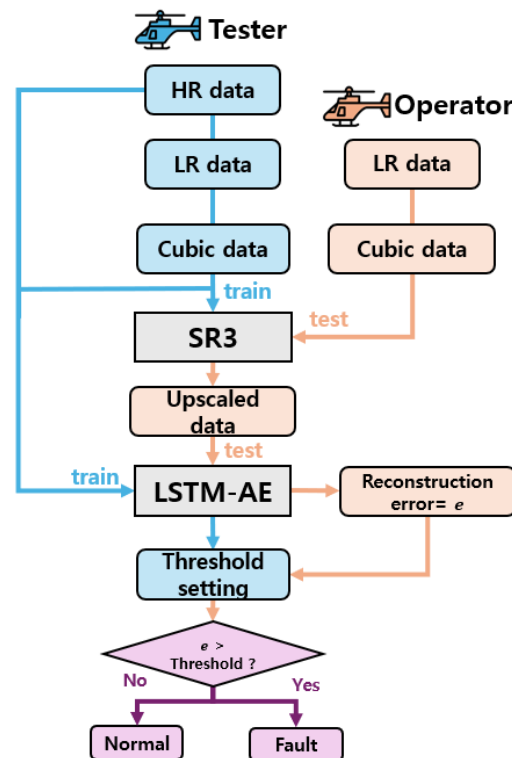 Tester
HR data
Operator
LR data
LR data
Cubic data
Cubic data
train
test
SR3
Upscaled
data
test
train
LSTM-AE
Reconstruction
error= e
Threshold
setting
e >
Threshold ?
No
Yes
Normal
Fault